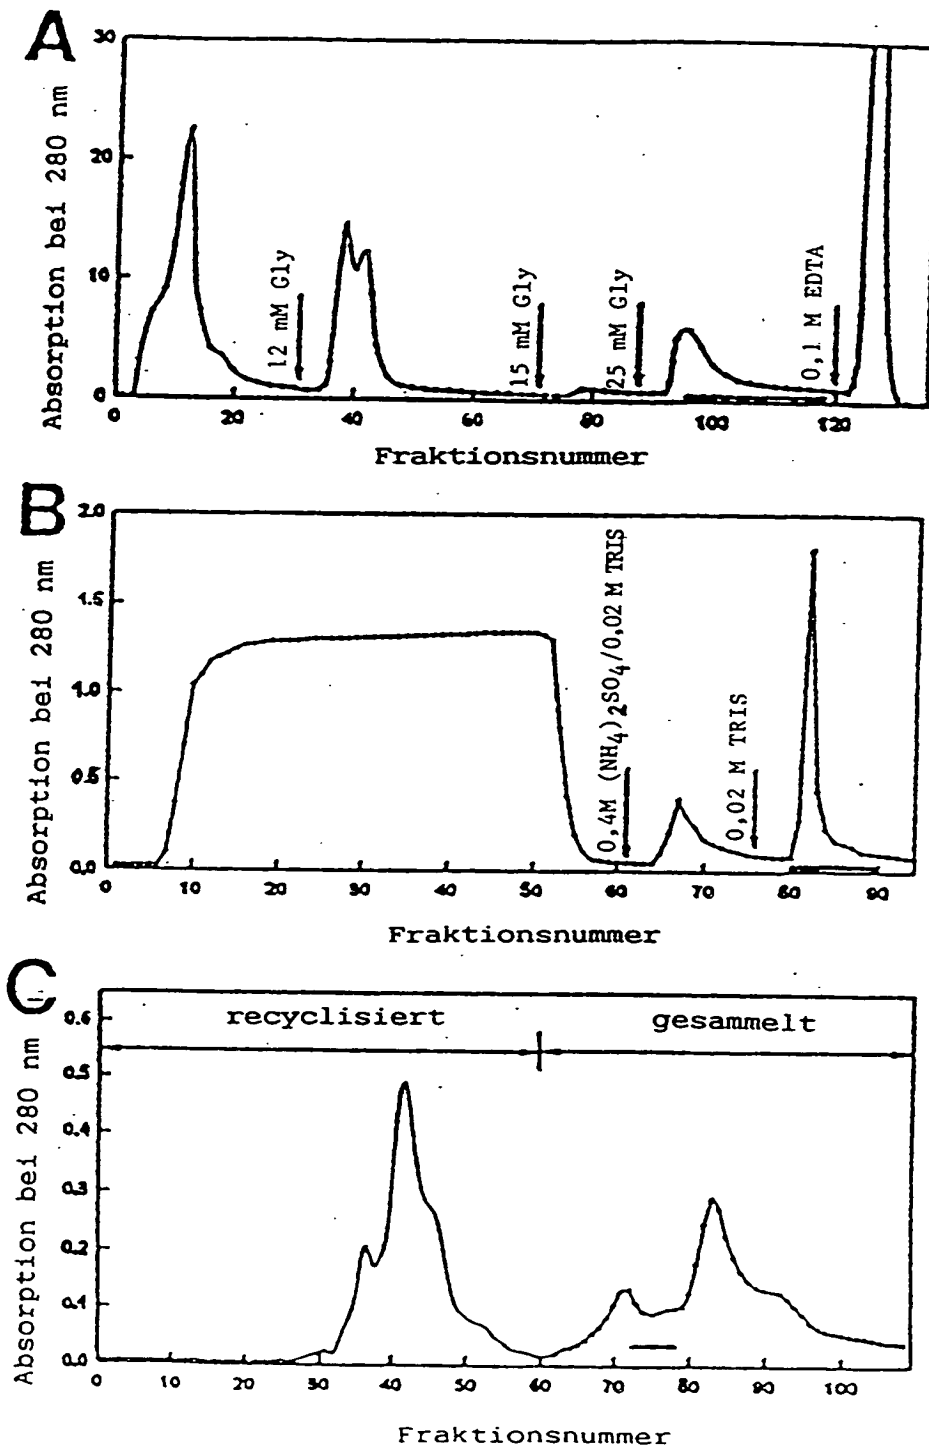 A
Absorption bei 280 nm
30
20
10
0
12 mM Gly
15 mM Gly
25 mM Gly
0,1 M EDTA
0 20 40 60 80 100 120
Fraktionsnummer
B
Absorption bei 280 nm
2.0
1.5
1.0
0.5
0.0
0,4M (NH4)2SO4/0,02 M TRIS
0,02 M TRIS
0 10 20 30 40 50 60 70 80 90
Fraktionsnummer
C
Absorption bei 280 nm
recyclisiert gesammelt
0.6
0.5
0.4
0.3
0.2
0.1
0.0
0 10 20 30 40 50 60 70 80 90 100
Fraktionsnummer